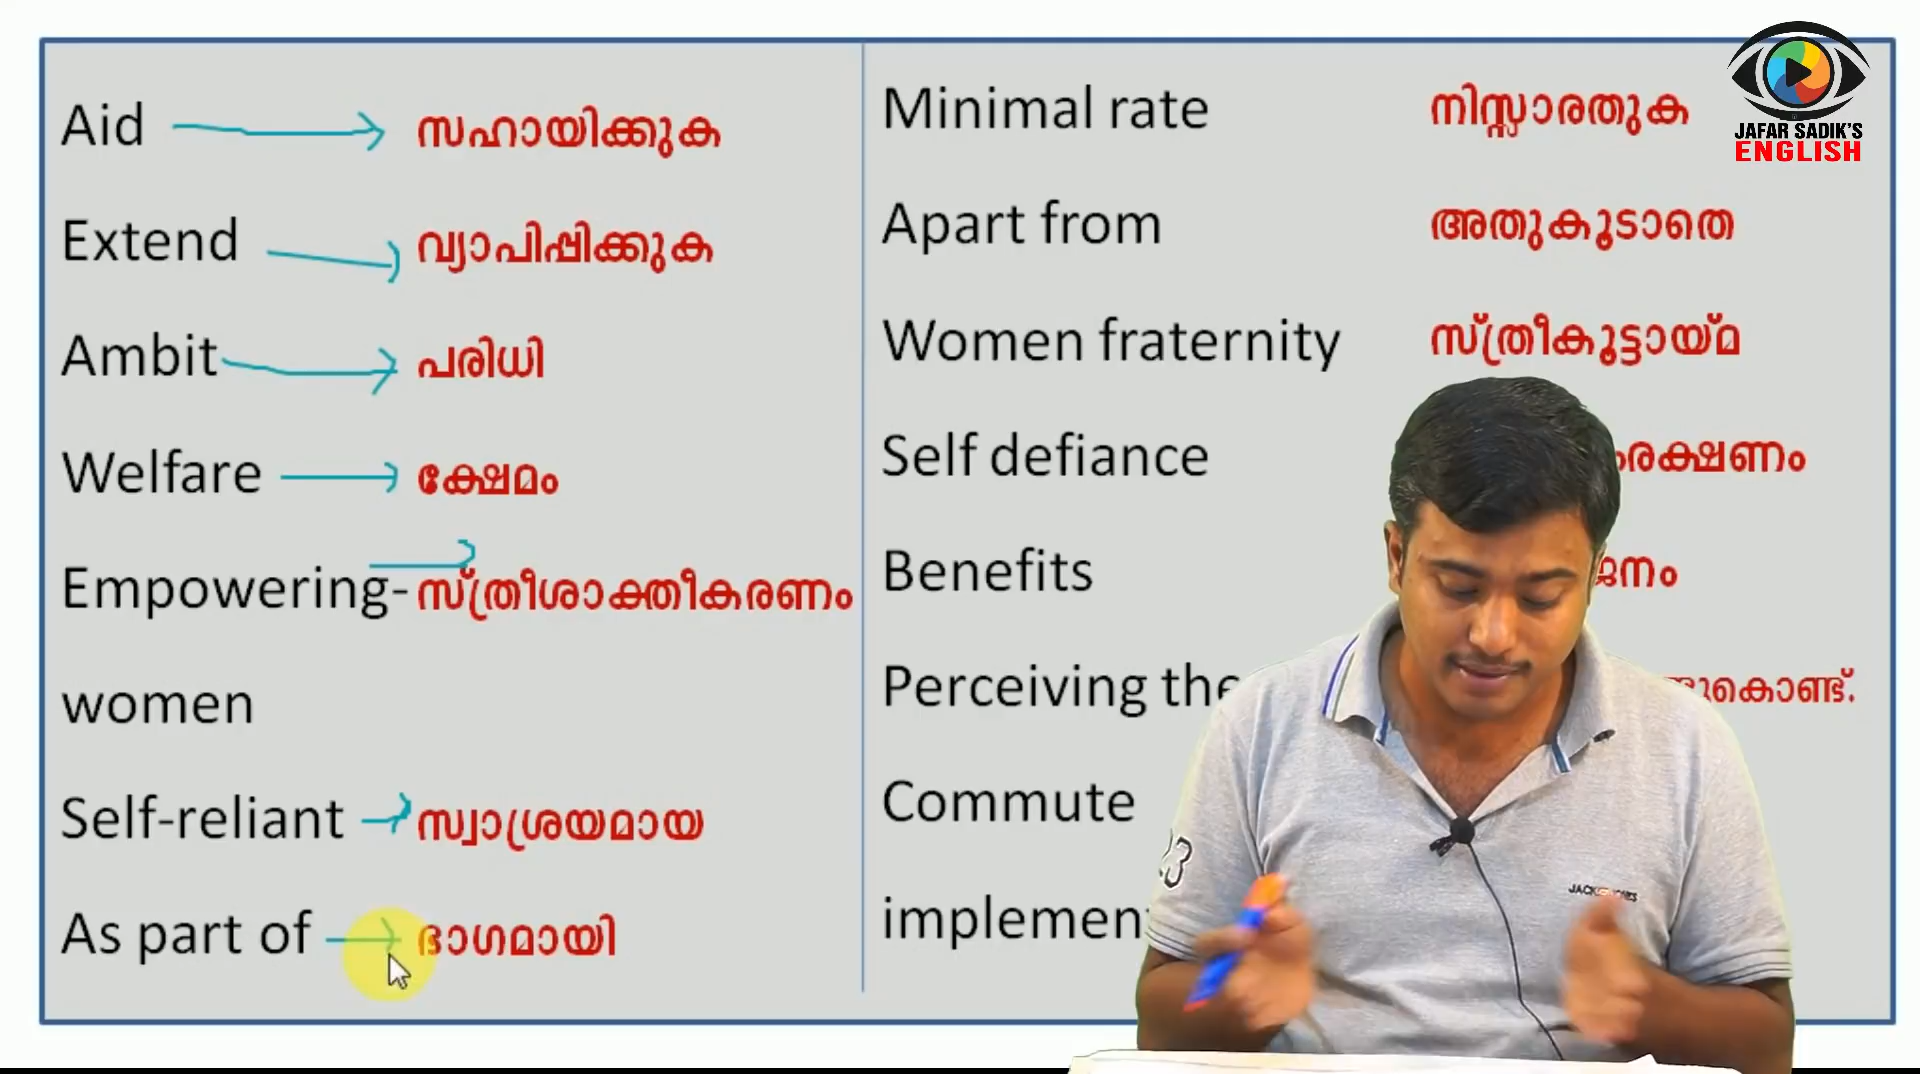 Aid സഹായിക്കുക
Extend വ്യാപിപ്പിക്കുക
Ambit പരിധി
Welfare ക്ഷേമം
Empowering- സ്ത്രീശാക്തീകരണം
women
Self-reliant സ്വാശ്രയമായ
As part of ഭാഗമായി
Minimal rate നിസ്സാരതുക
Apart from അതുകൂടാതെ
Women fraternity സ്ത്രീകൂട്ടായ്മ
Self defiance
Benefits
Perceiving the
Commute
JAFAR SADIK'S
ENGLISH